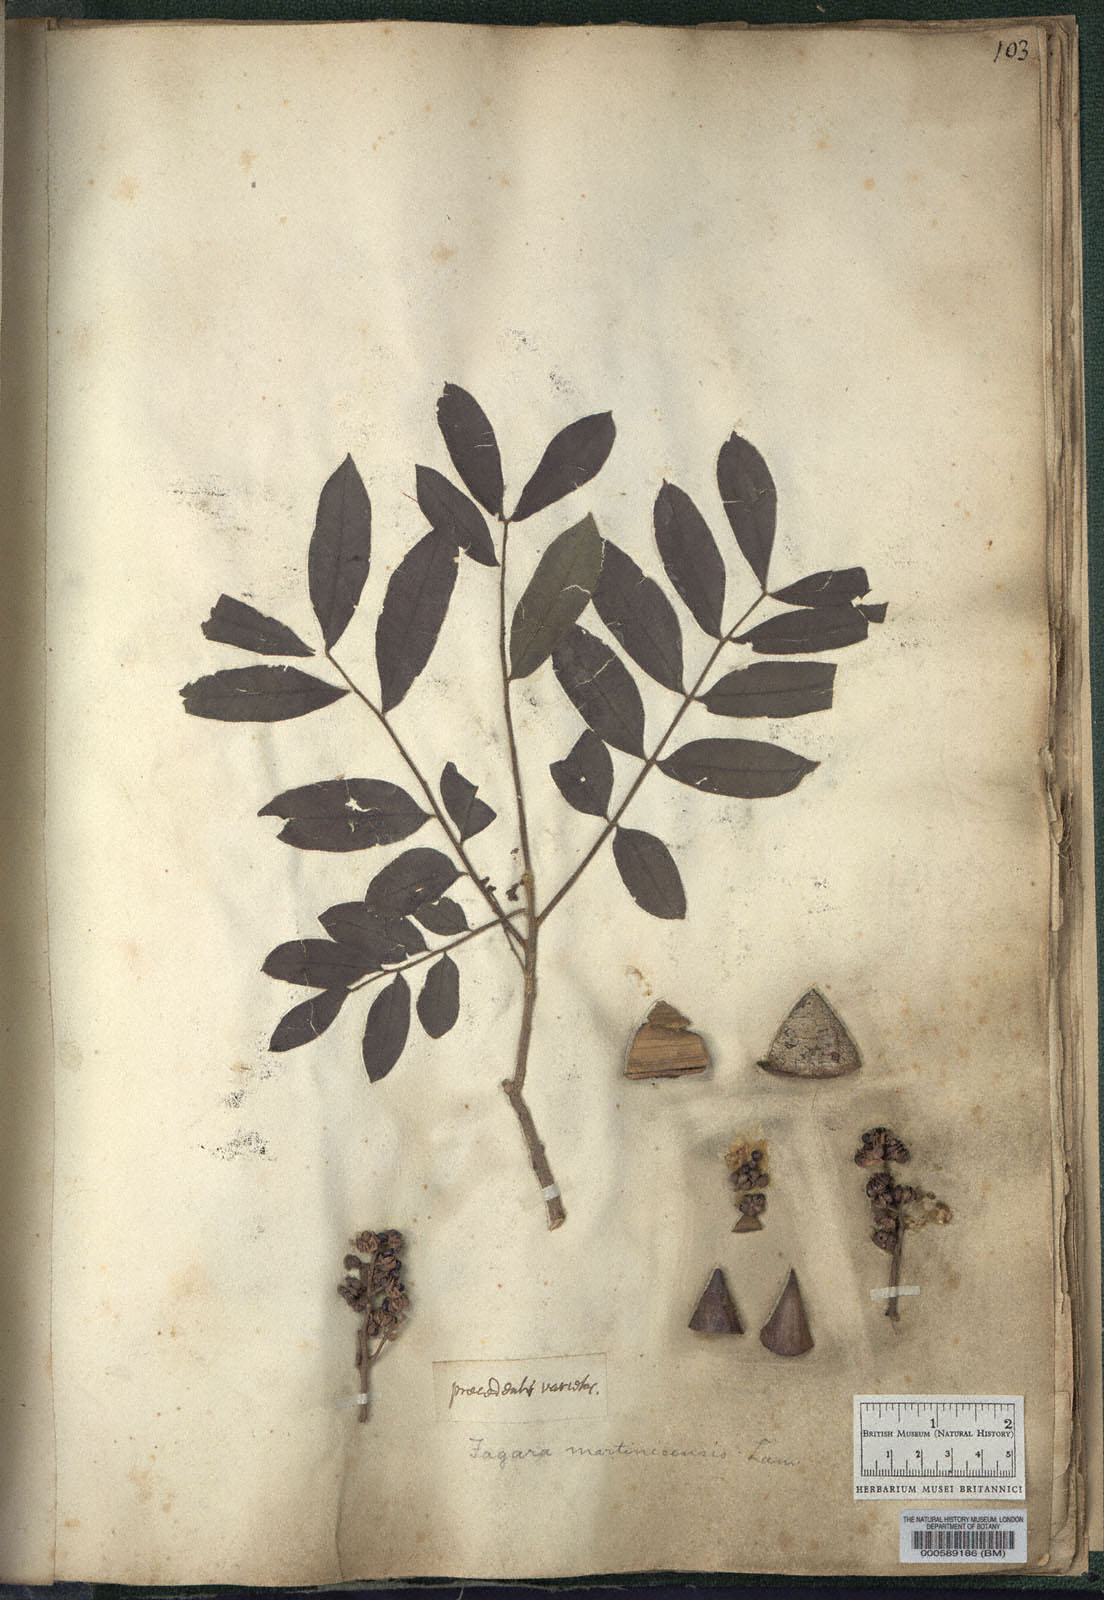 103
præcedentis varietas.
Fagara martinicensis Lam.
1 2
BRITISH MUSEUM (NATURAL HISTORY)
1 2 3 4 5
HERBARIUM MUSEI BRITANNICI
THE NATURAL HISTORY MUSEUM, LONDON
DEPARTMENT OF BOTANY
000589186 (BM)